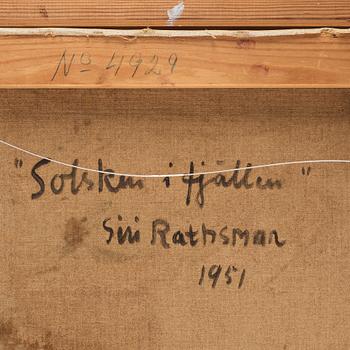 Nº 4929
"Solsken i fjällen"
Siri Rathsman
1951